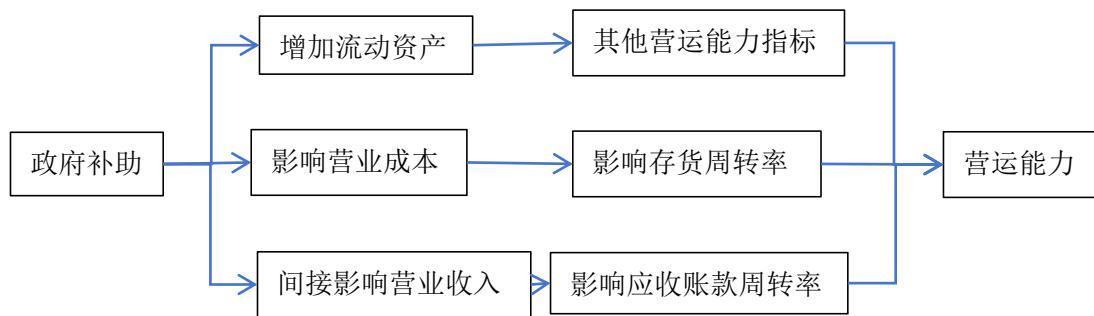 增加流动资产
其他营运能力指标
政府补助
影响营业成本
影响存货周转率
营运能力
间接影响营业收入
影响应收账款周转率